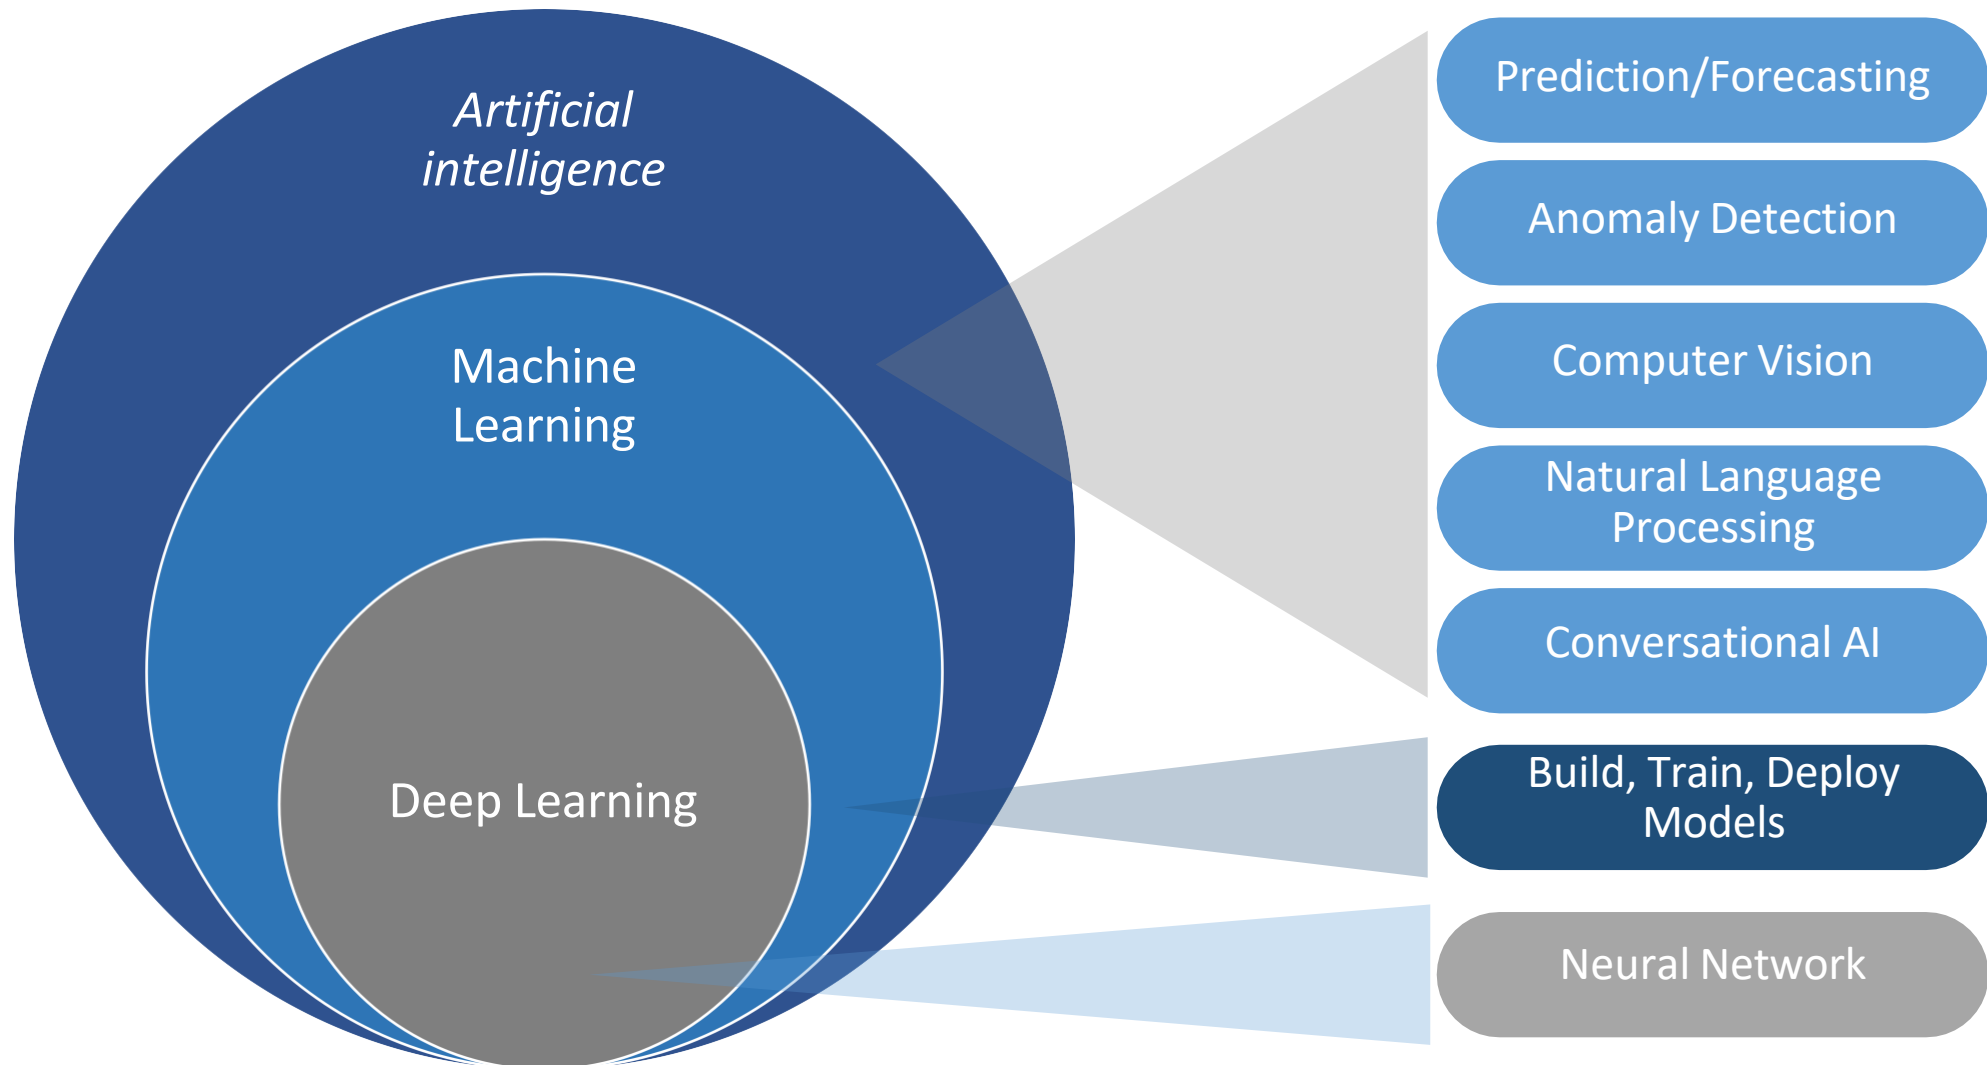 Artificial
intelligence
Machine
Learning
Deep Learning
Prediction/Forecasting
Anomaly Detection
Computer Vision
Natural Language
Processing
Conversational AI
Build, Train, Deploy
Models
Neural Network